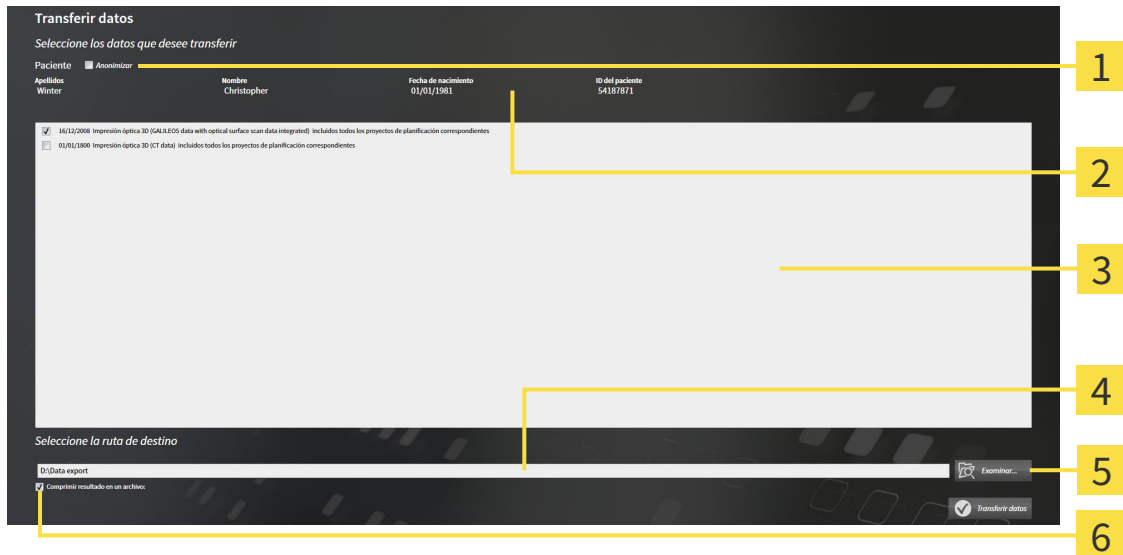 Transferir datos
Seleccione los datos que desee transferir
Paciente Anonimizar
1
Apellidos Nombre Fecha de nacimiento ID del paciente
Winter Christopher 01/01/1981 54187871
16/12/2008 Impresión óptica 3D (GALILEOS data with optical surface scan data integrated) incluidos todos los proyectos de planificación correspondientes
01/01/1800 Impresión óptica 3D (CT data) incluidos todos los proyectos de planificación correspondientes
2
3
4
Seleccione la ruta de destino
D:\Data export Examinar... 5
Comprimir resultado en un archivo:
Transferir datos
6